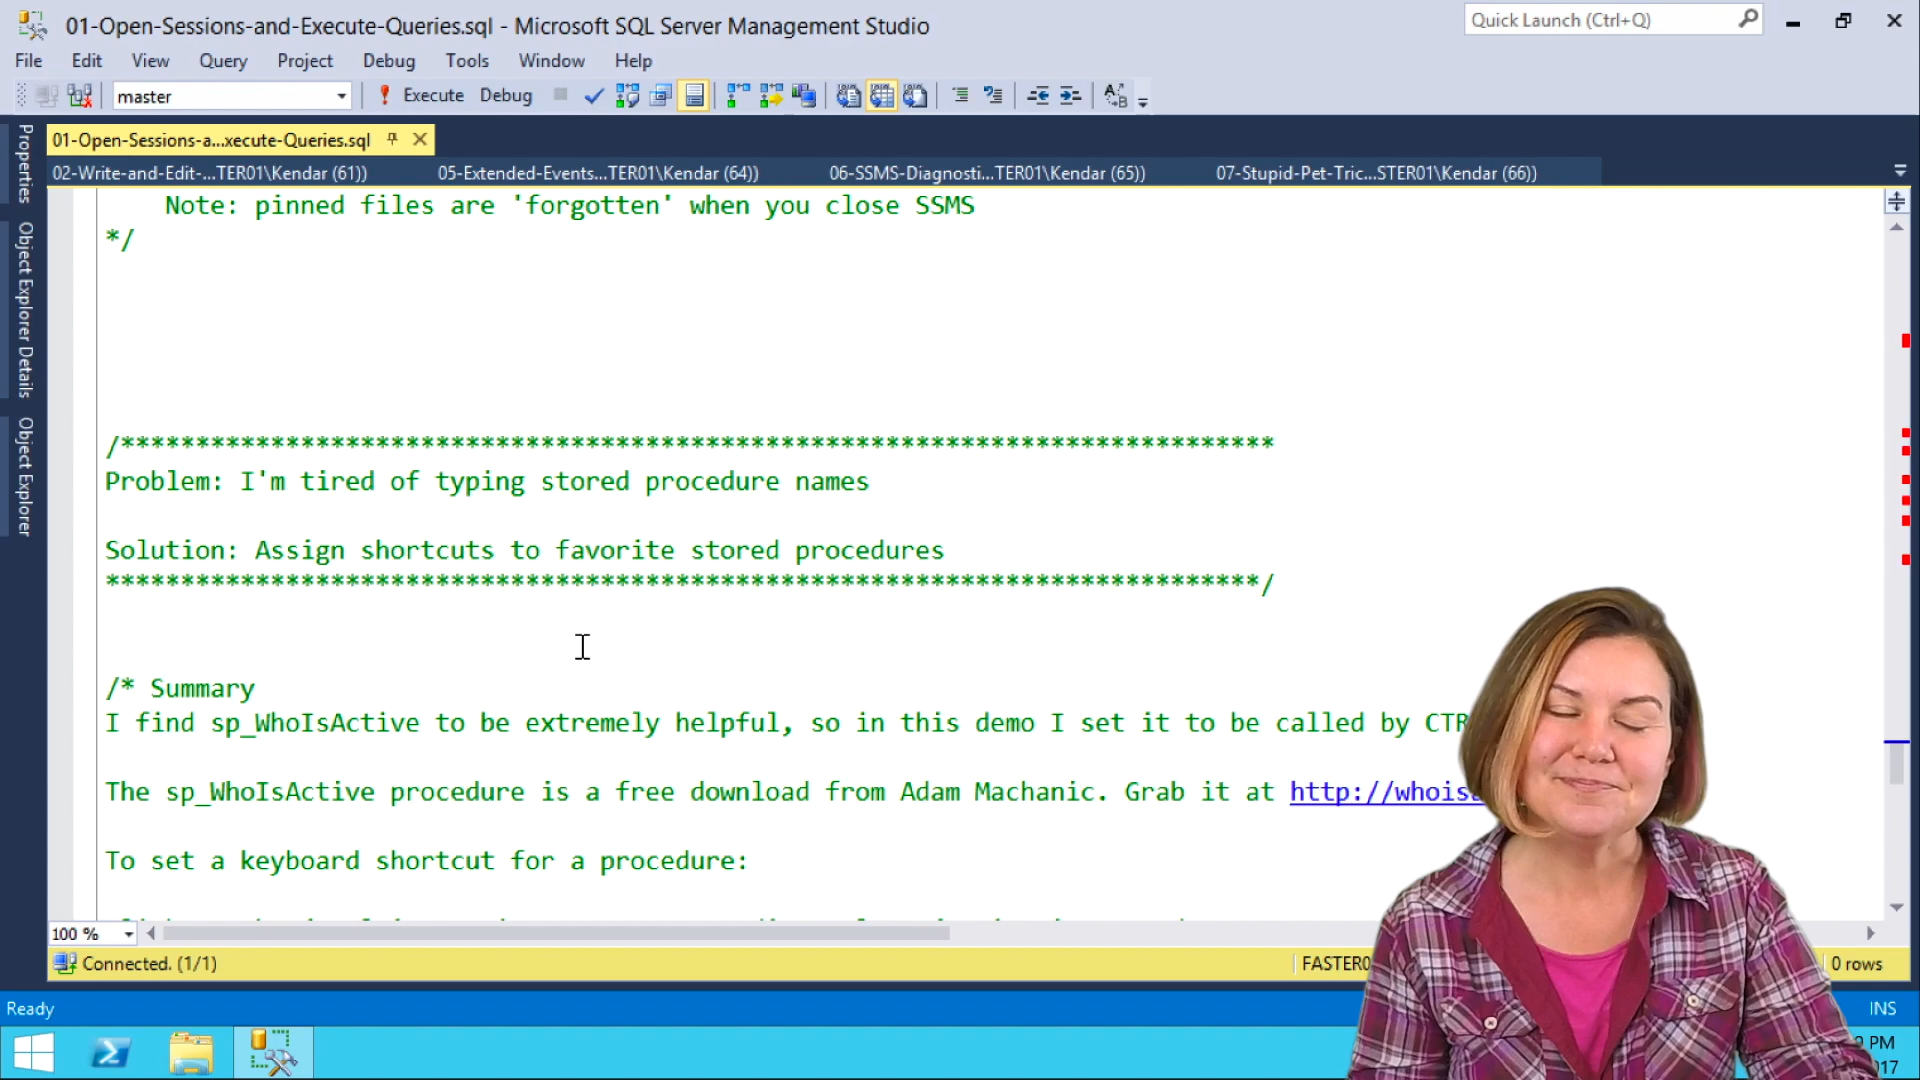 01-Open-Sessions-and-Execute-Queries.sql - Microsoft SQL Server Management Studio
Quick Launch (Ctrl+Q)
File Edit View Query Project Debug Tools Window Help
master
Execute Debug
01-Open-Sessions-a...xecute-Queries.sql
02-Write-and-Edit-...TER01\Kendar (61))
05-Extended-Events...TER01\Kendar (64))
06-SSMS-Diagnosti...TER01\Kendar (65))
07-Stupid-Pet-Tric...STER01\Kendar (66))
Properties
Object Explorer Details
Object Explorer
Note: pinned files are 'forgotten' when you close SSMS
*/
/*****************************************************************************
Problem: I'm tired of typing stored procedure names
Solution: Assign shortcuts to favorite stored procedures
*****************************************************************************/
/* Summary
I find sp_WhoIsActive to be extremely helpful, so in this demo I set it to be called by CTR
The sp_WhoIsActive procedure is a free download from Adam Machanic. Grab it at http://whois
To set a keyboard shortcut for a procedure:
100 %
Connected. (1/1)
FASTER0
0 rows
Ready
INS
PM